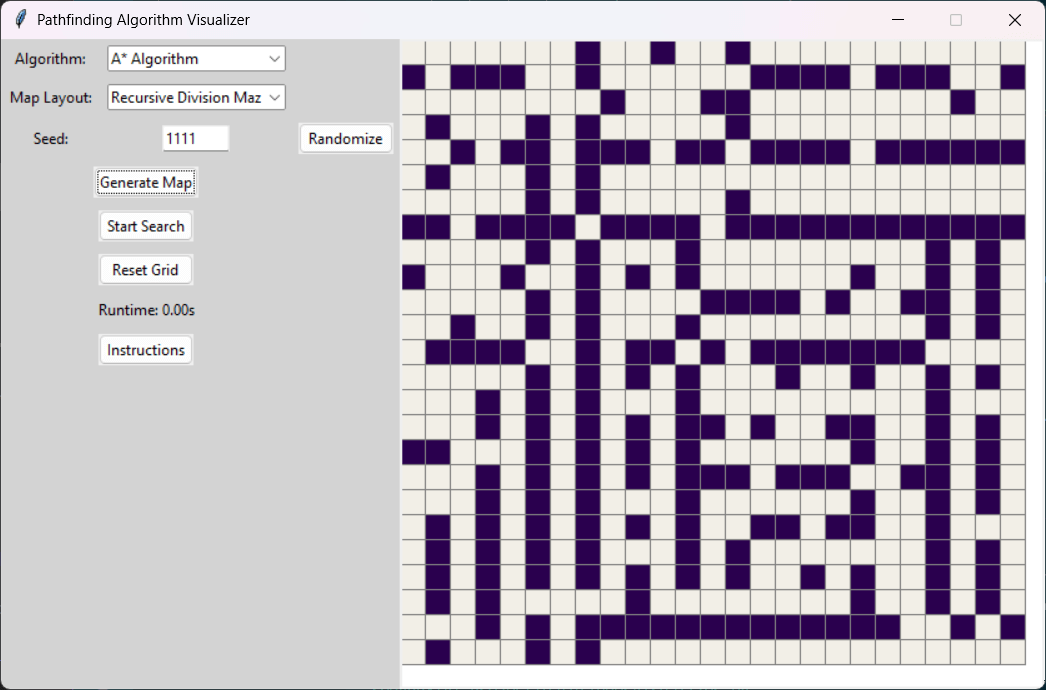 Pathfinding Algorithm Visualizer
Algorithm: A* Algorithm
Map Layout: Recursive Division Maz
Seed: 1111 Randomize
Generate Map
Start Search
Reset Grid
Runtime: 0.00s
Instructions